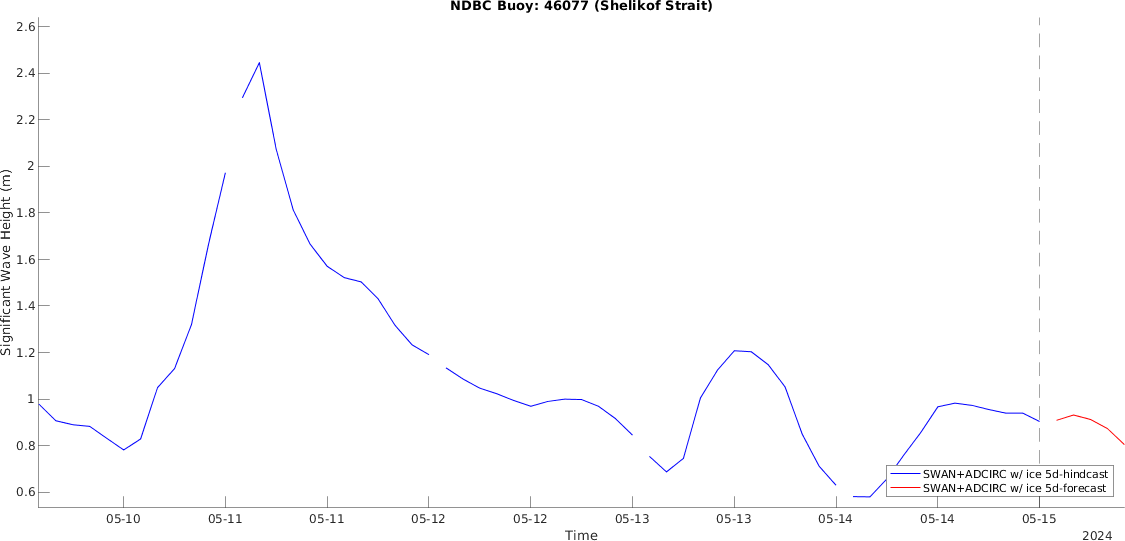 NDBC Buoy: 46077 (Shelikof Strait)
Significant Wave Height (m)
2.6
2.4
2.2
2
1.8
1.6
1.4
1.2
1
0.8
0.6
SWAN+ADCIRC w/ ice 5d-hindcast
SWAN+ADCIRC w/ ice 5d-forecast
05-10 05-11 05-11 05-12 05-12 05-13 05-13 05-14 05-14 05-15
Time
2024